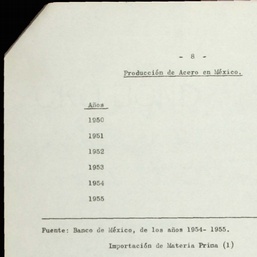 - 8 -
Producción de Acero en México.
Años
1950
1951
1952
1953
1954
1955
Fuente: Banco de México, de los años 1954- 1955.
Importación de Materia Prima (1)